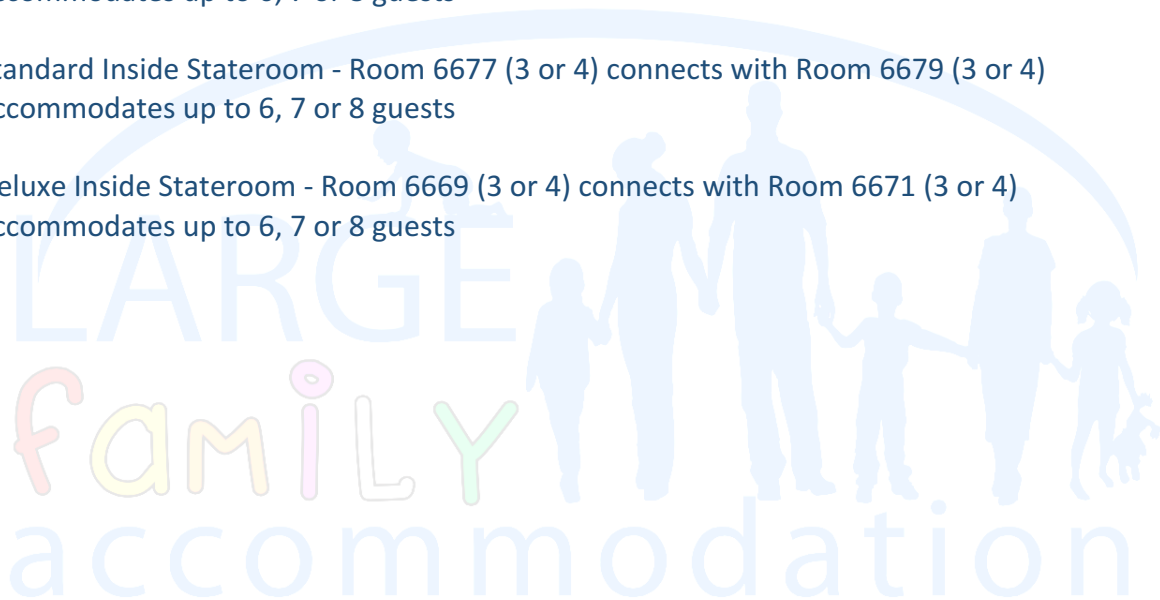 ccommodates up to 6, 7 or 8 guests
tandard Inside Stateroom - Room 6677 (3 or 4) connects with Room 6679 (3 or 4)
ccommodates up to 6, 7 or 8 guests
eluxe Inside Stateroom - Room 6669 (3 or 4) connects with Room 6671 (3 or 4)
ccommodates up to 6, 7 or 8 guests
LARGE
famiLY
accommodation